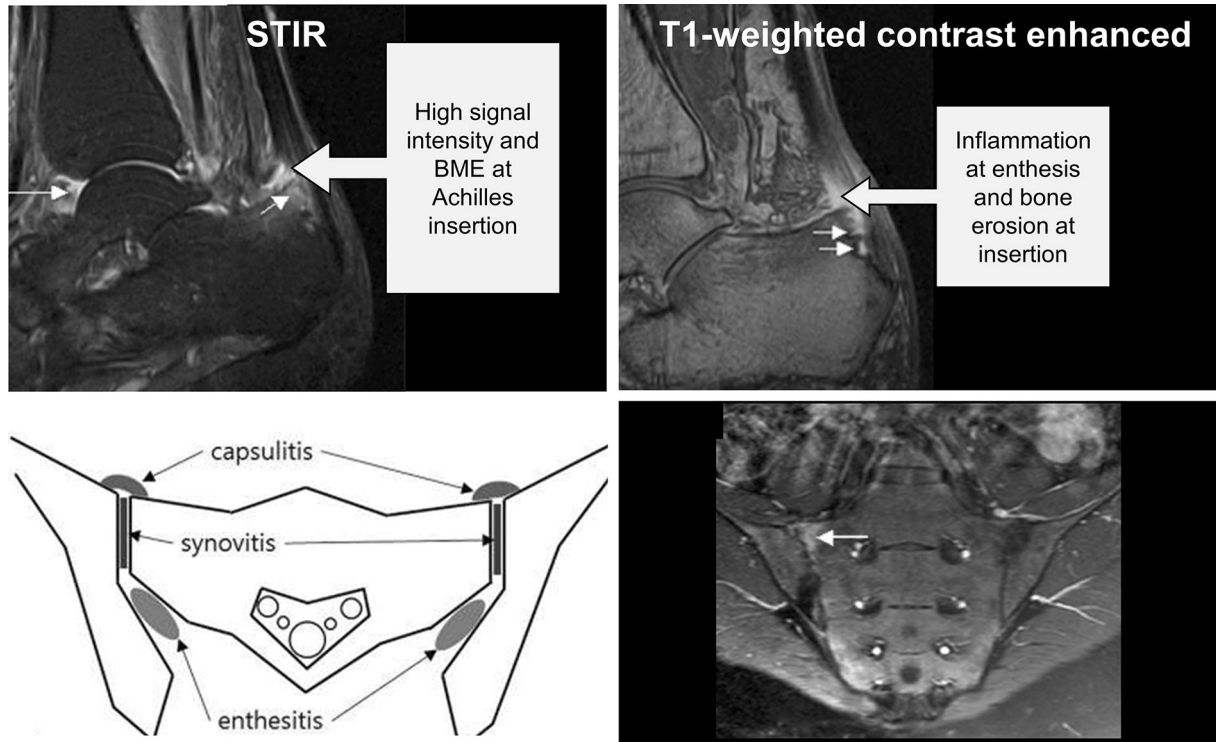 STIR
High signal
intensity and
BME at
Achilles
insertion
T1-weighted contrast enhanced
Inflammation
at enthesis
and bone
erosion at
insertion
capsulitis
synovitis
enthesitis